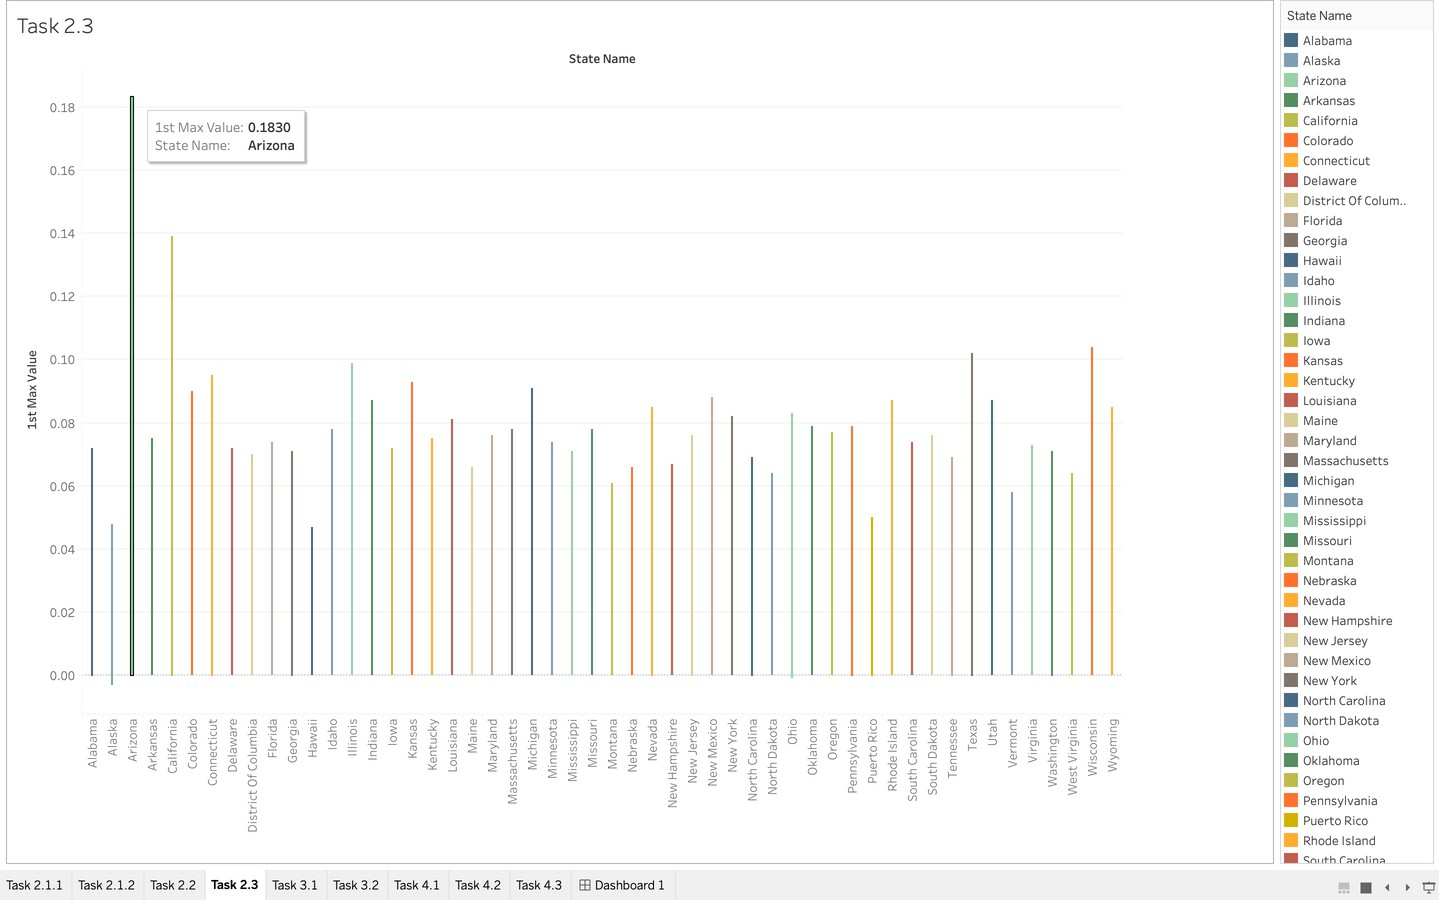 Task 2.3
State Name
1st Max Value
0.18
0.16
0.14
0.12
0.10
0.08
0.06
0.04
0.02
0.00
1st Max Value: 0.1830
State Name: Arizona
Alabama
Alaska
Arizona
Arkansas
California
Colorado
Connecticut
Delaware
District Of Columbia
Florida
Georgia
Hawaii
Idaho
Illinois
Indiana
Iowa
Kansas
Kentucky
Louisiana
Maine
Maryland
Massachusetts
Michigan
Minnesota
Mississippi
Missouri
Montana
Nebraska
Nevada
New Hampshire
New Jersey
New Mexico
New York
North Carolina
North Dakota
Ohio
Oklahoma
Oregon
Pennsylvania
Puerto Rico
Rhode Island
South Carolina
South Dakota
Tennessee
Texas
Utah
Vermont
Virginia
Washington
West Virginia
Wisconsin
Wyoming
State Name
Alabama
Alaska
Arizona
Arkansas
California
Colorado
Connecticut
Delaware
District Of Colum..
Florida
Georgia
Hawaii
Idaho
Illinois
Indiana
Iowa
Kansas
Kentucky
Louisiana
Maine
Maryland
Massachusetts
Michigan
Minnesota
Mississippi
Missouri
Montana
Nebraska
Nevada
New Hampshire
New Jersey
New Mexico
New York
North Carolina
North Dakota
Ohio
Oklahoma
Oregon
Pennsylvania
Puerto Rico
Rhode Island
South Carolina
Task 2.1.1 Task 2.1.2 Task 2.2 Task 2.3 Task 3.1 Task 3.2 Task 4.1 Task 4.2 Task 4.3 Dashboard 1